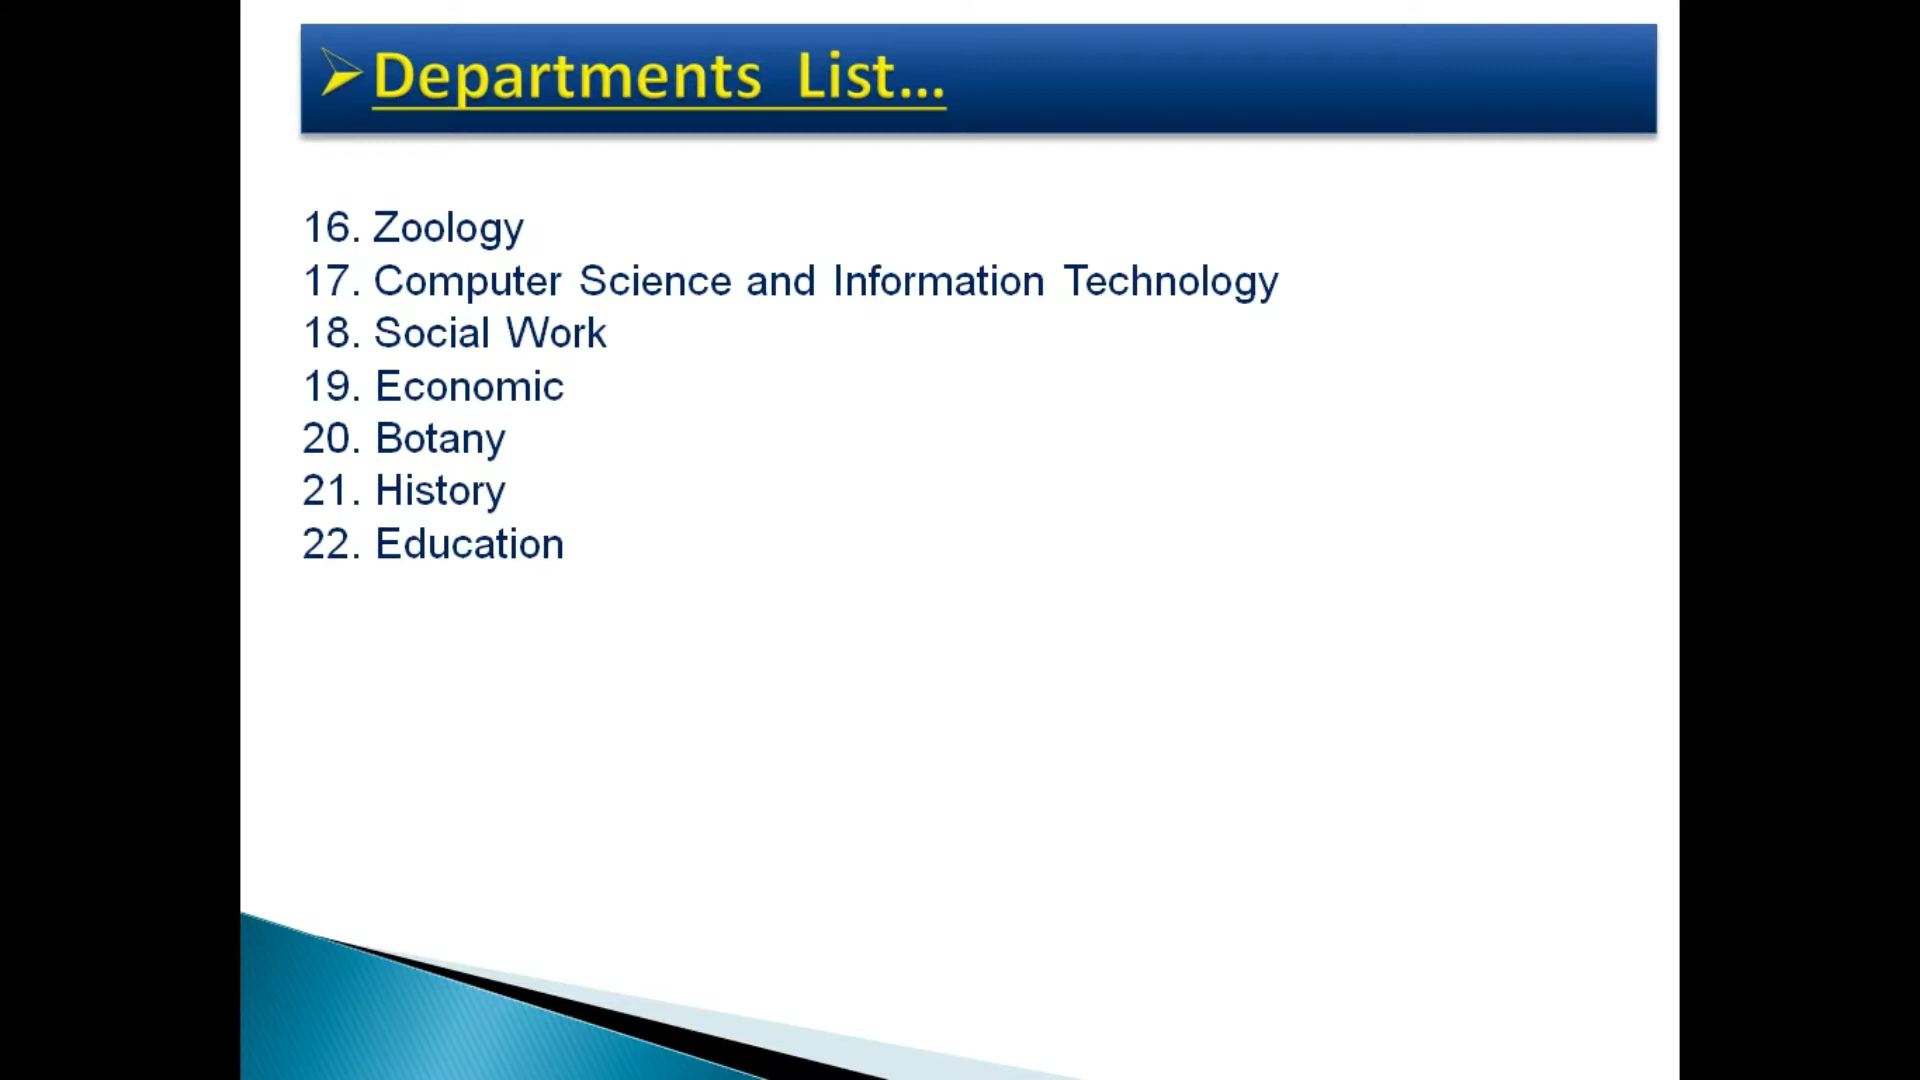 Departments List...
16. Zoology
17. Computer Science and Information Technology
18. Social Work
19. Economic
20. Botany
21. History
22. Education